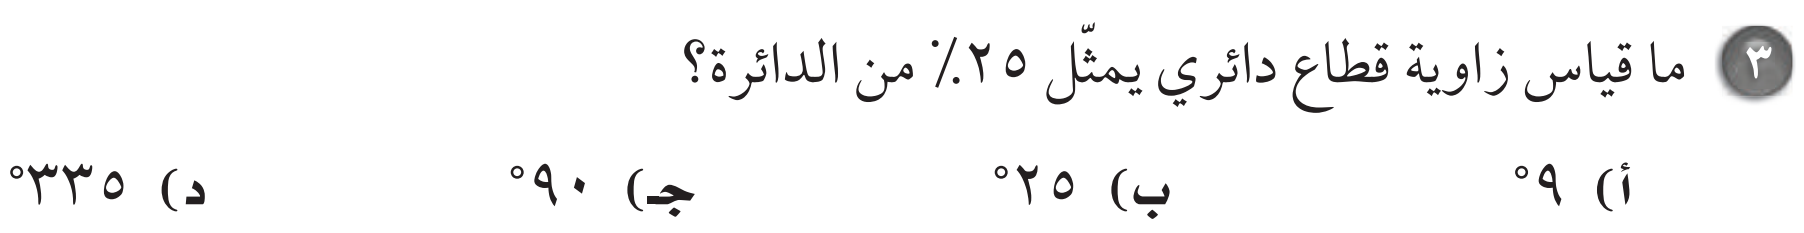 ٣ ما قياس زاوية قطاع دائري يمثّل ٢٥٪ من الدائرة؟
أ) ٩° ب) ٢٥° جـ) ٩٠° د) ٣٣٥°